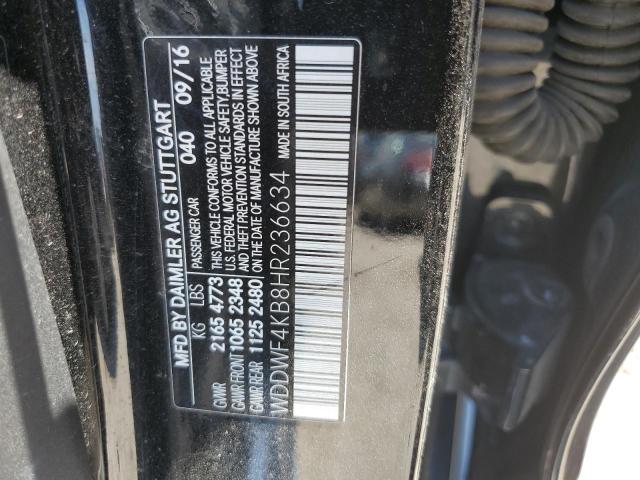 MFD BY DAIMLER AG STUTTGART
040 09/16
KG LBS PASSENGER CAR
GVWR 2165 4773 THIS VEHICLE CONFORMS TO ALL APPLICABLE
U.S. FEDERAL MOTOR VEHICLE SAFETY, BUMPER
GAWR FRONT 1065 2348 AND THEFT PREVENTION STANDARDS IN EFFECT
GAWR REAR 1125 2480 ON DATE OF MANUFACTURE SHOWN ABOVE
WDDWF4KB8HR236634 MADE IN SOUTH AFRICA